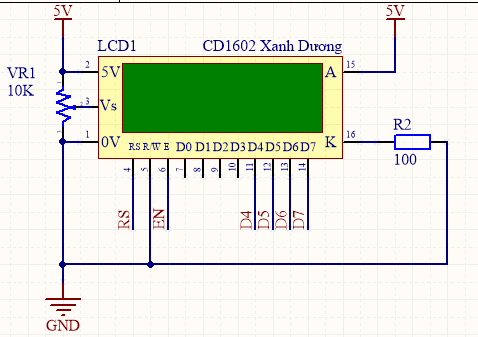 5V
5V
LCD1
CD1602 Xanh Dương
VR1
10K
2
5V
A
15
3
Vs
1
0V
K
16
R2
100
RS R/W E D0 D1 D2 D3 D4 D5 D6 D7
4 5 6 7 8 9 10 11 12 13 14
RS EN D4 D5 D6 D7
GND